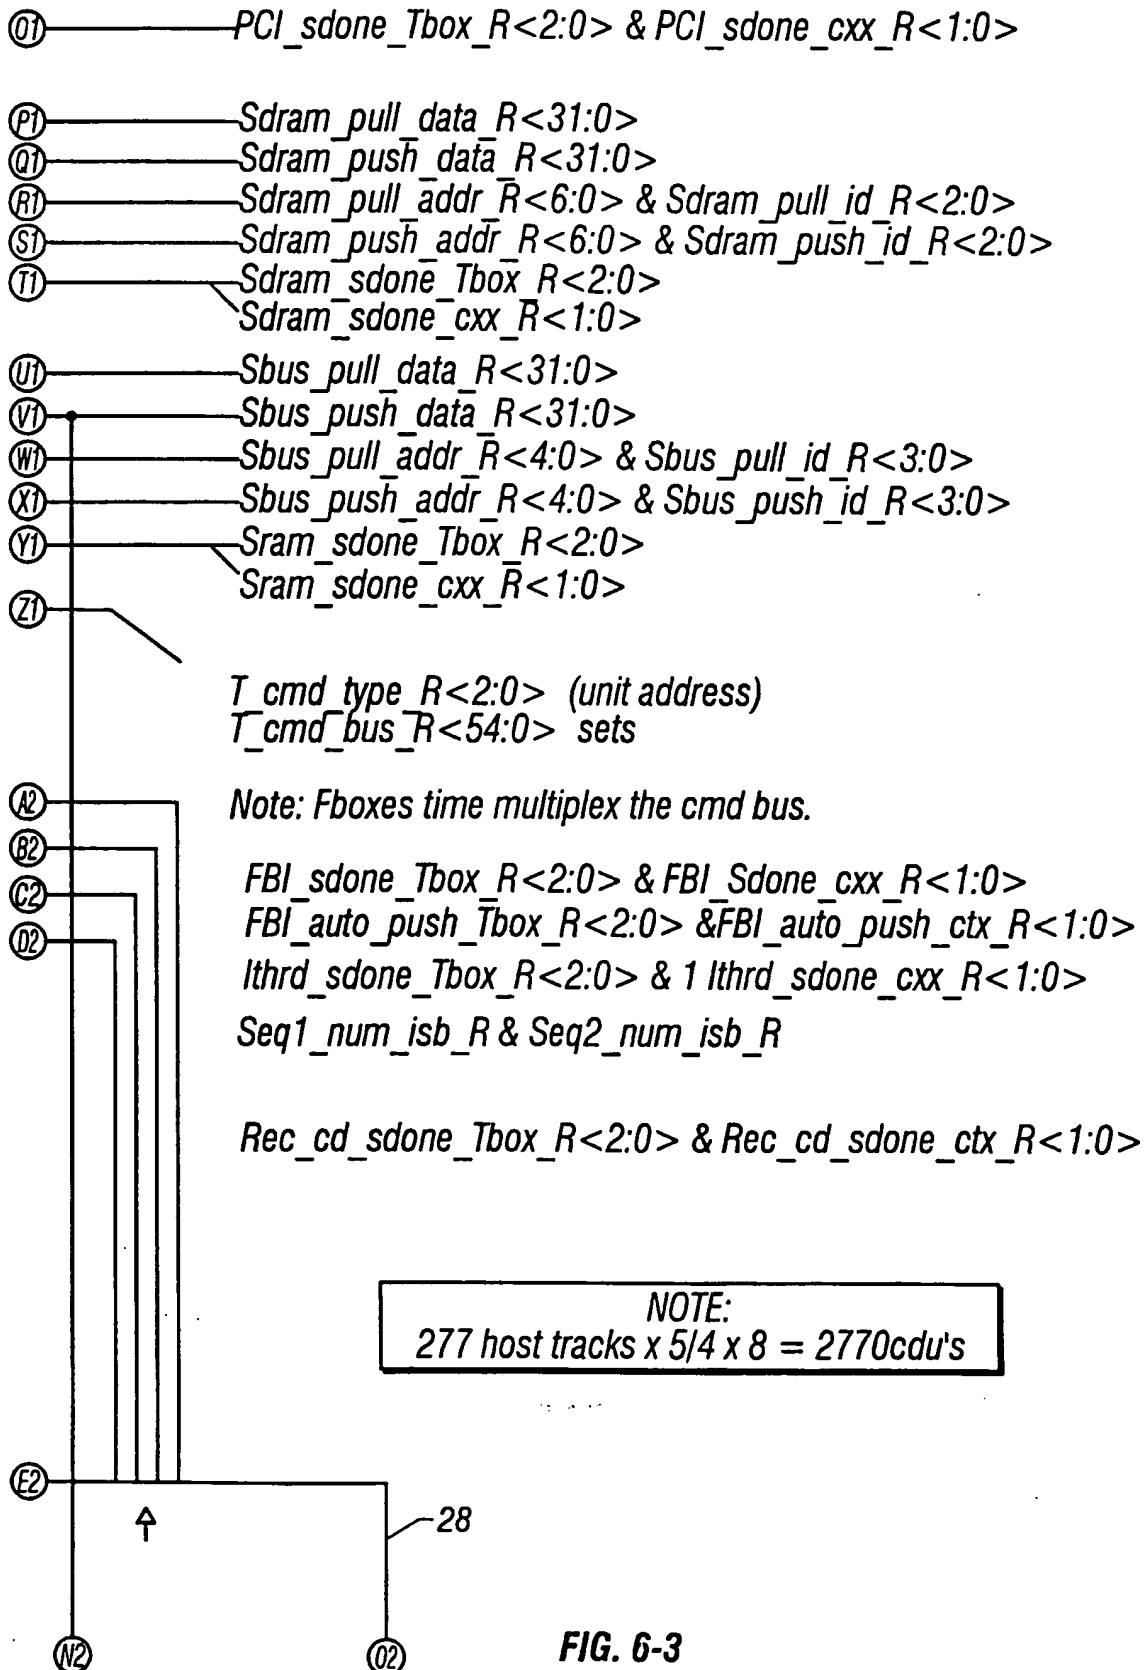 O1 PCI_sdone_Tbox_R<2:0> & PCI_sdone_cxx_R<1:0>
P1 Sdram_pull_data_R<31:0>
Q1 Sdram_push_data_R<31:0>
R1 Sdram_pull_addr_R<6:0> & Sdram_pull_id_R<2:0>
S1 Sdram_push_addr_R<6:0> & Sdram_push_id_R<2:0>
T1 Sdram_sdone_Tbox_R<2:0>
Sdram_sdone_cxx_R<1:0>
U1 Sbus_pull_data_R<31:0>
V1 Sbus_push_data_R<31:0>
W1 Sbus_pull_addr_R<4:0> & Sbus_pull_id_R<3:0>
X1 Sbus_push_addr_R<4:0> & Sbus_push_id_R<3:0>
Y1 Sram_sdone_Tbox_R<2:0>
Sram_sdone_cxx_R<1:0>
Z1
T_cmd_type_R<2:0> (unit address)
T_cmd_bus_R<54:0> sets
A2 Note: Fboxes time multiplex the cmd bus.
B2
FBI_sdone_Tbox_R<2:0> & FBI_Sdone_cxx_R<1:0>
C2
FBI_auto_push_Tbox_R<2:0> &FBI_auto_push_ctx_R<1:0>
D2
Ithrd_sdone_Tbox_R<2:0> & 1 Ithrd_sdone_cxx_R<1:0>
Seq1_num_isb_R & Seq2_num_isb_R
Rec_cd_sdone_Tbox_R<2:0> & Rec_cd_sdone_ctx_R<1:0>
NOTE:
277 host tracks x 5/4 x 8 = 2770cdu's
E2
28
N2 O2
FIG. 6-3